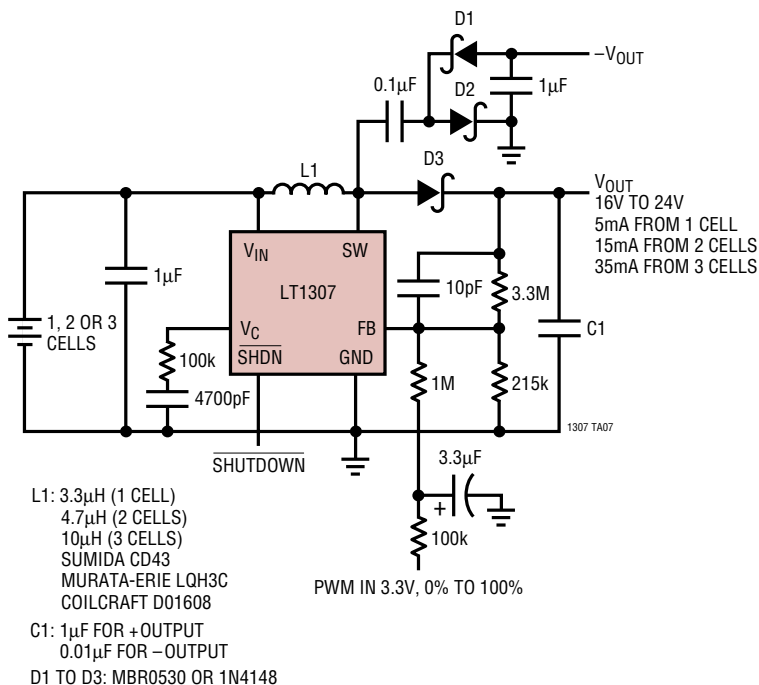 D1
–VOUT
0.1µF
D2
1µF
L1
D3
VOUT
16V TO 24V
5mA FROM 1 CELL
15mA FROM 2 CELLS
35mA FROM 3 CELLS
VIN
SW
1µF
LT1307
10pF
3.3M
1, 2 OR 3
CELLS
VC
FB
C1
100k
SHDN
GND
1M
215k
4700pF
1307 TA07
SHUTDOWN
3.3µF
+
L1: 3.3µH (1 CELL)
4.7µH (2 CELLS)
10µH (3 CELLS)
SUMIDA CD43
MURATA-ERIE LQH3C
COILCRAFT D01608
100k
PWM IN 3.3V, 0% TO 100%
C1: 1µF FOR +OUTPUT
0.01µF FOR –OUTPUT
D1 TO D3: MBR0530 OR 1N4148